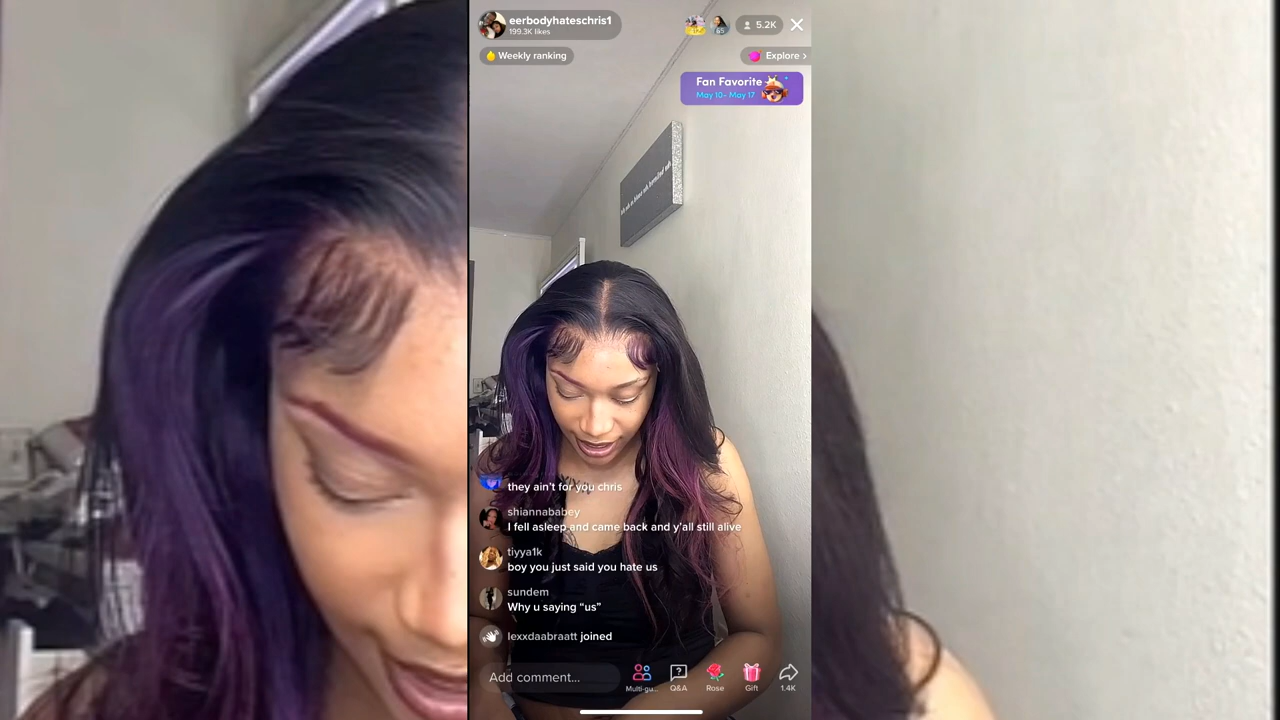 eerbodyhateschris1
199.3K likes
5.2K
Weekly ranking
Explore >
Fan Favorite
May 10- May 17
they ain't for you chris
shiannababey
I fell asleep and came back and y'all still alive
tiyya1k
boy you just said you hate us
sundem
Why u saying “us”
lexxdaabraatt joined
Add comment...
Multi-gu...
Q&A
Rose
Gift
1.4K